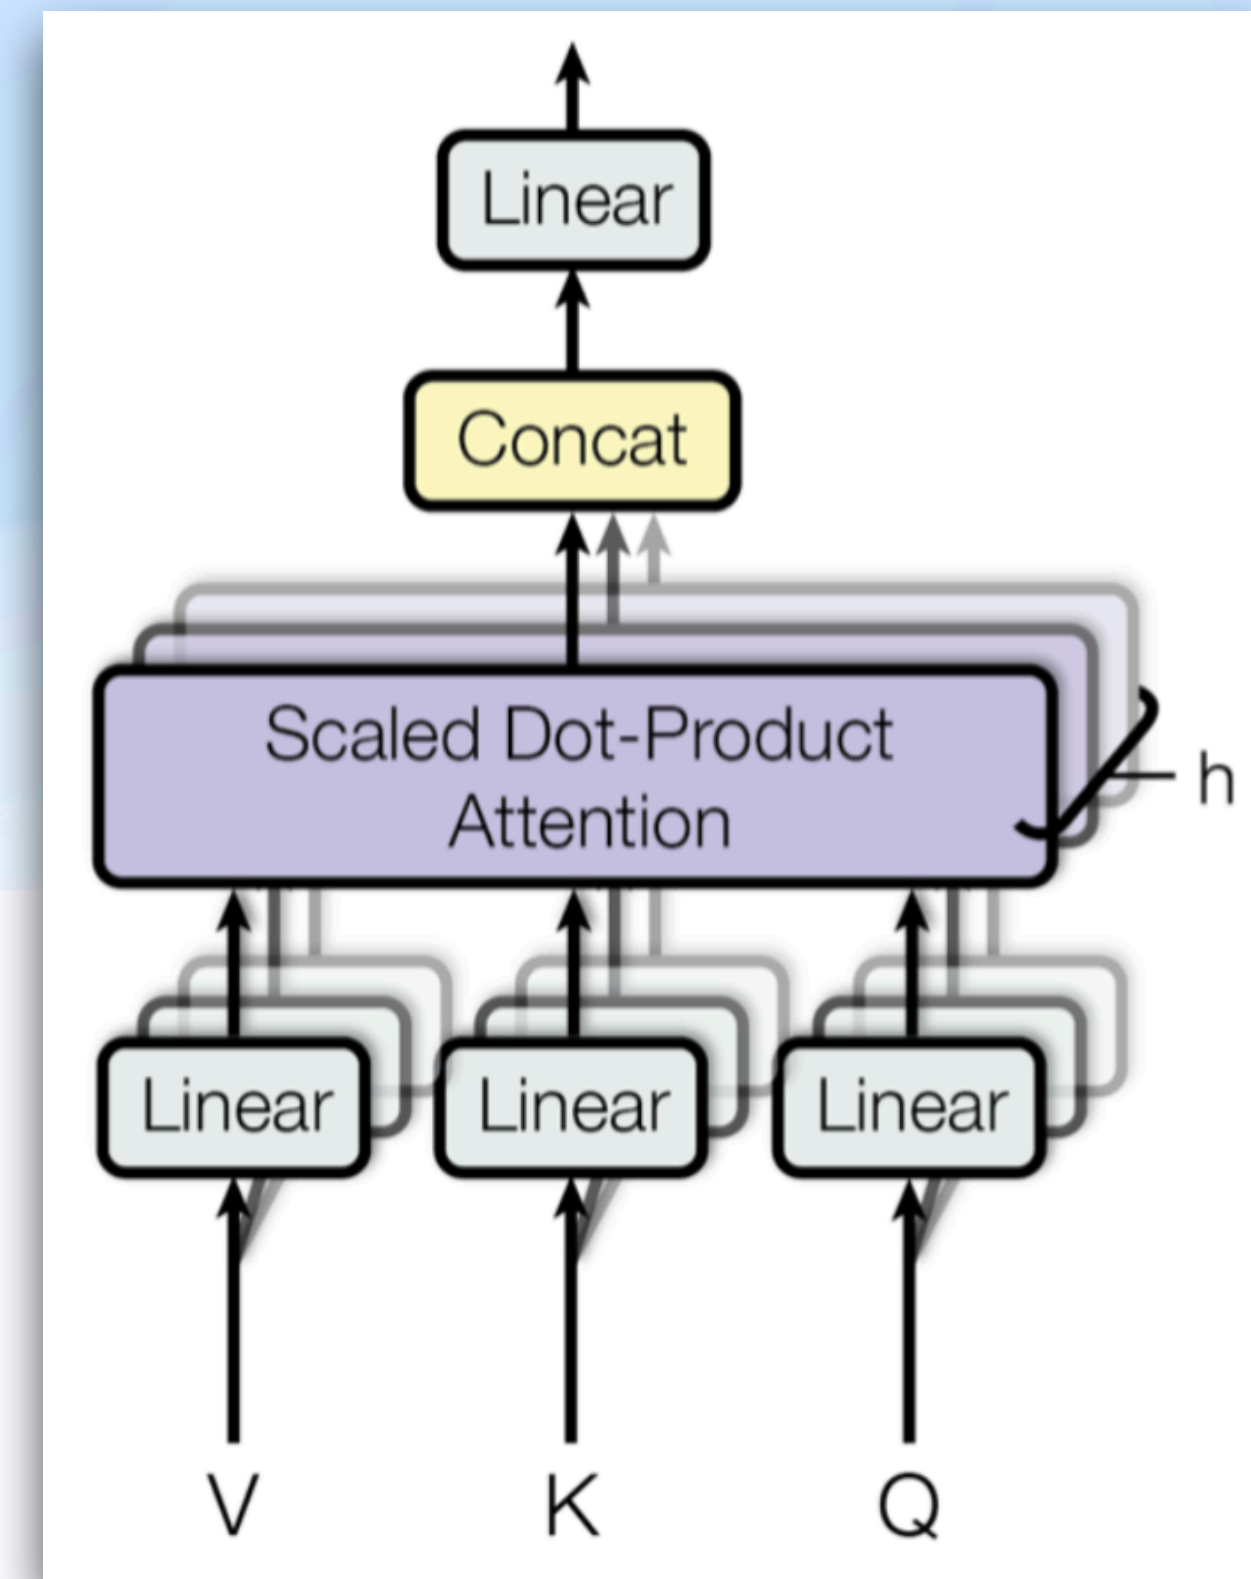 Linear
Concat
Scaled Dot-Product
Attention
h
Linear
Linear
Linear
V
K
Q